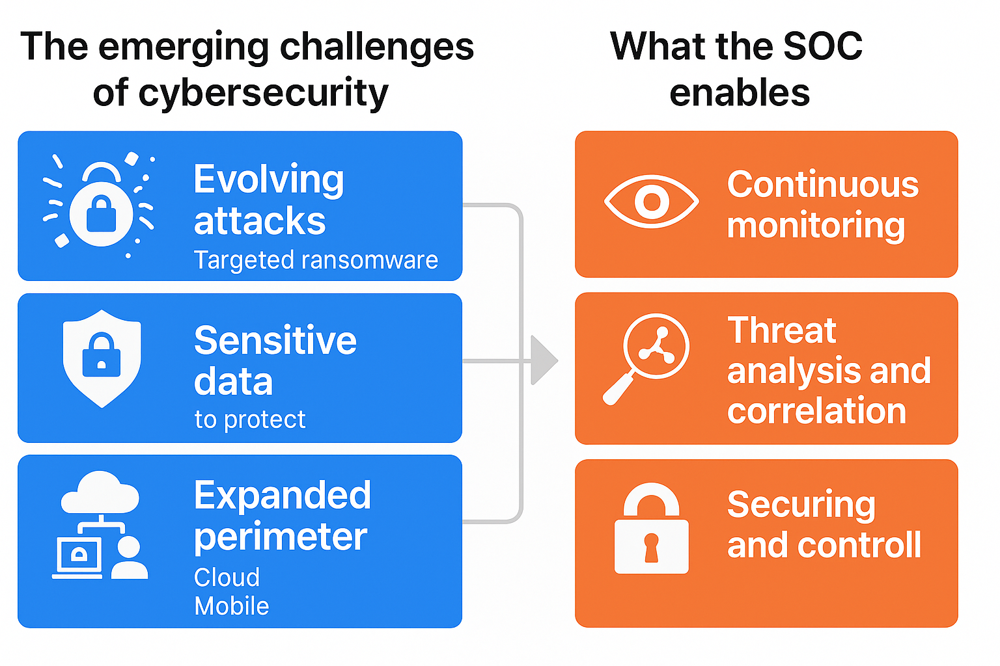 The emerging challenges
of cybersecurity
Evolving
attacks
Targeted ransomware
Sensitive
data
to protect
Expanded
perimeter
Cloud
Mobile
What the SOC
enables
Continuous
monitoring
Threat
analysis and
correlation
Securing
and controll